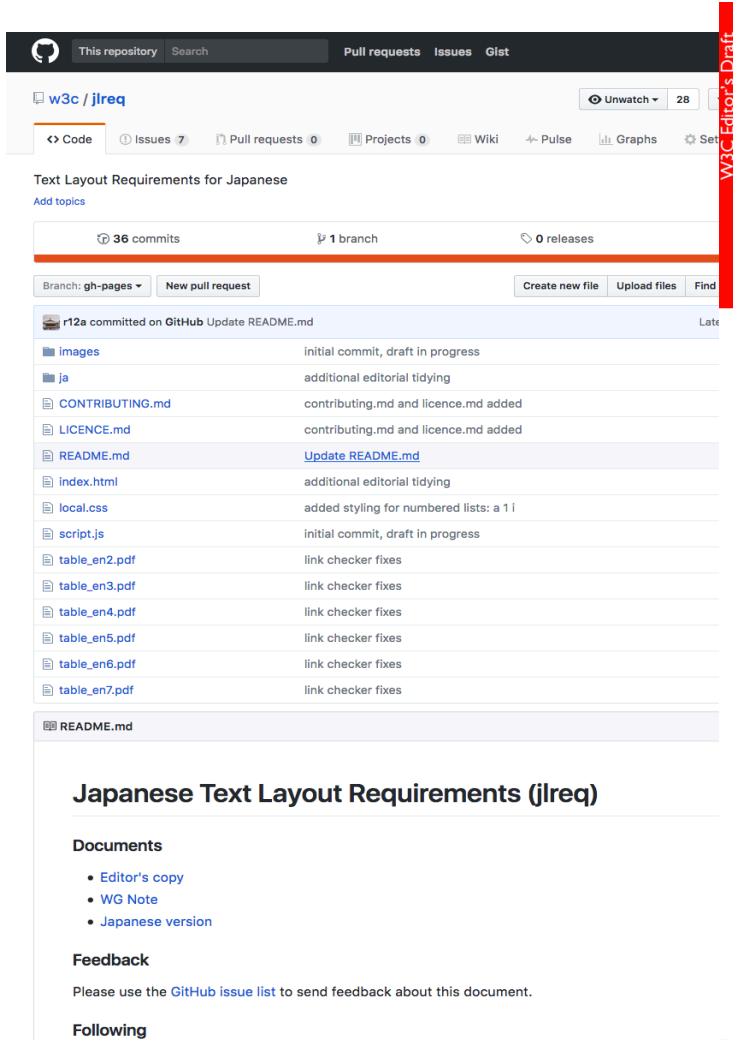 This repository Search Pull requests Issues Gist
W3C Editor's Draft
w3c / jlreq Unwatch 28
Code Issues 7 Pull requests 0 Projects 0 Wiki Pulse Graphs
Text Layout Requirements for Japanese
Add topics
36 commits 1 branch 0 releases
Branch: gh-pages New pull request Create new file Upload files Find
r12a committed on GitHub Update README.md
images initial commit, draft in progress
ja additional editorial tidying
CONTRIBUTING.md contributing.md and licence.md added
LICENCE.md contributing.md and licence.md added
README.md Update README.md
index.html additional editorial tidying
local.css added styling for numbered lists: a 1 i
script.js initial commit, draft in progress
table_en2.pdf link checker fixes
table_en3.pdf link checker fixes
table_en4.pdf link checker fixes
table_en5.pdf link checker fixes
table_en6.pdf link checker fixes
table_en7.pdf link checker fixes
README.md
Japanese Text Layout Requirements (jlreq)
Documents
• Editor's copy
• WG Note
• Japanese version
Feedback
Please use the GitHub issue list to send feedback about this document.
Following